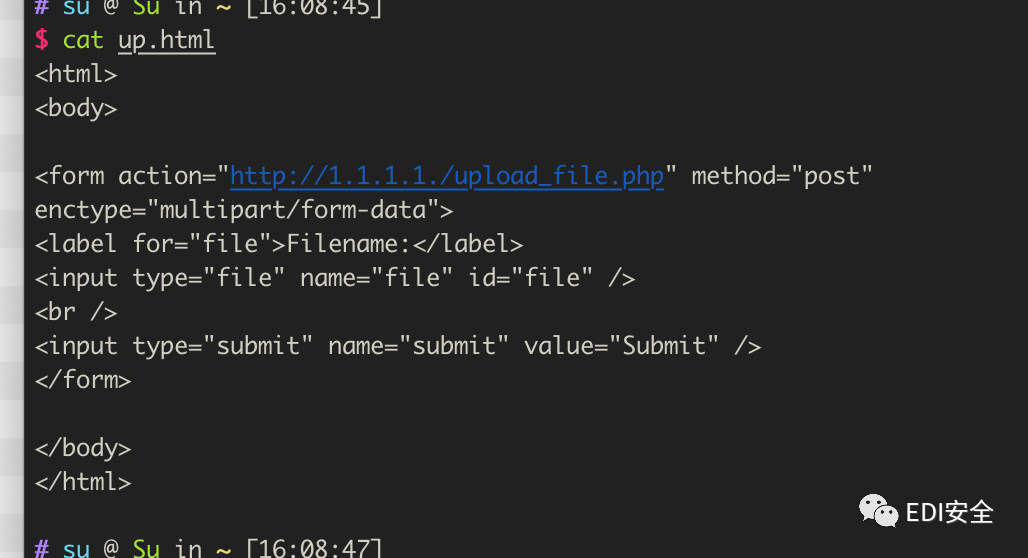 # su @ Su in ~ [16:08:45]
$ cat up.html
<html>
<body>
<form action="http://1.1.1.1./upload_file.php" method="post"
enctype="multipart/form-data">
<label for="file">Filename:</label>
<input type="file" name="file" id="file" />
<br />
<input type="submit" name="submit" value="Submit" />
</form>
</body>
</html>
EDI安全
# su @ Su in ~ [16:08:47]